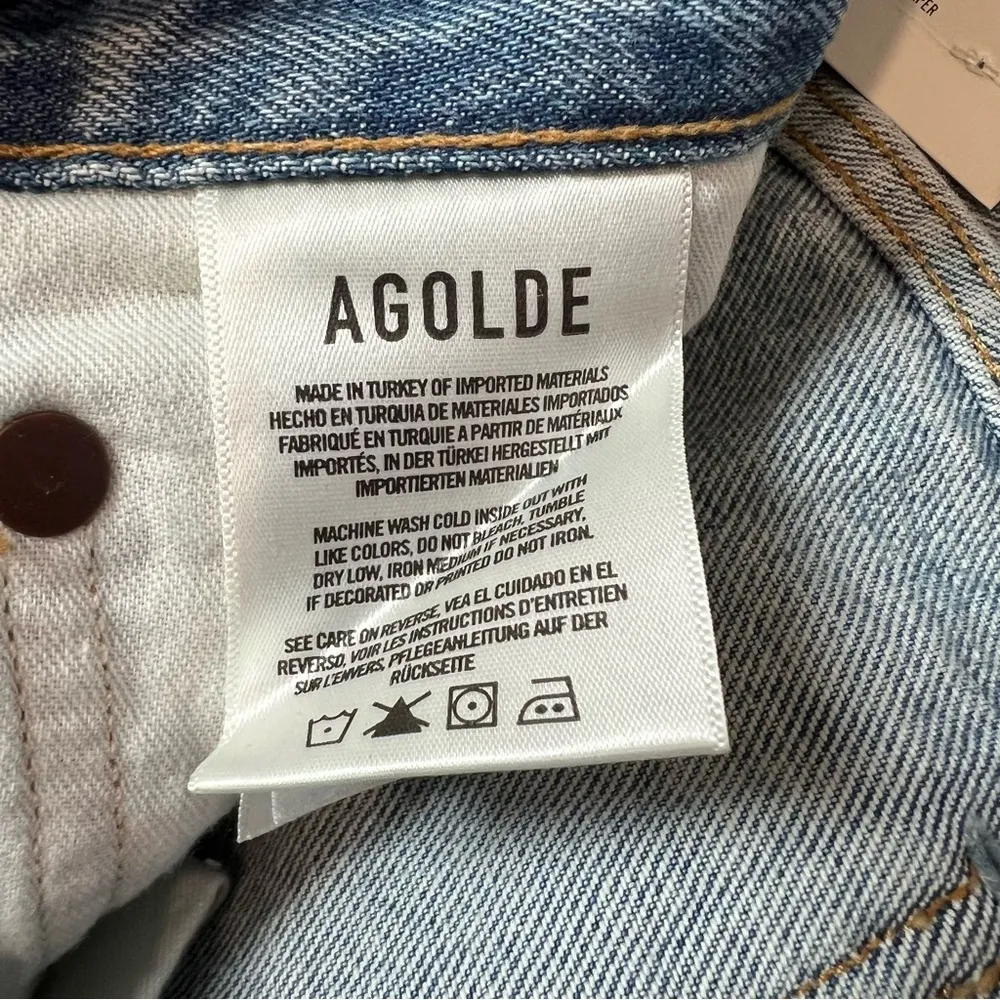 AGOLDE
MADE IN TURKEY OF IMPORTED MATERIALS
HECHO EN TURQUIA DE MATERIALES IMPORTADOS
FABRIQUÉ EN TURQUIE A PARTIR DE MATÉRIAUX
IMPORTÉS, IN DER TÜRKEI HERGESTELLT MIT
IMPORTIERTEN MATERIALIEN
MACHINE WASH COLD INSIDE OUT WITH
LIKE COLORS, DO NOT BLEACH, TUMBLE
DRY LOW, IRON MEDIUM IF NECESSARY,
IF DECORATED OR PRINTED DO NOT IRON.
SEE CARE ON REVERSE, VEA EL CUIDADO EN EL
REVERSO, VOIR LES INSTRUCTIONS D'ENTRETIEN
SUR L'ENVERS, PFLEGEANLEITUNG AUF DER
RÜCKSEITE